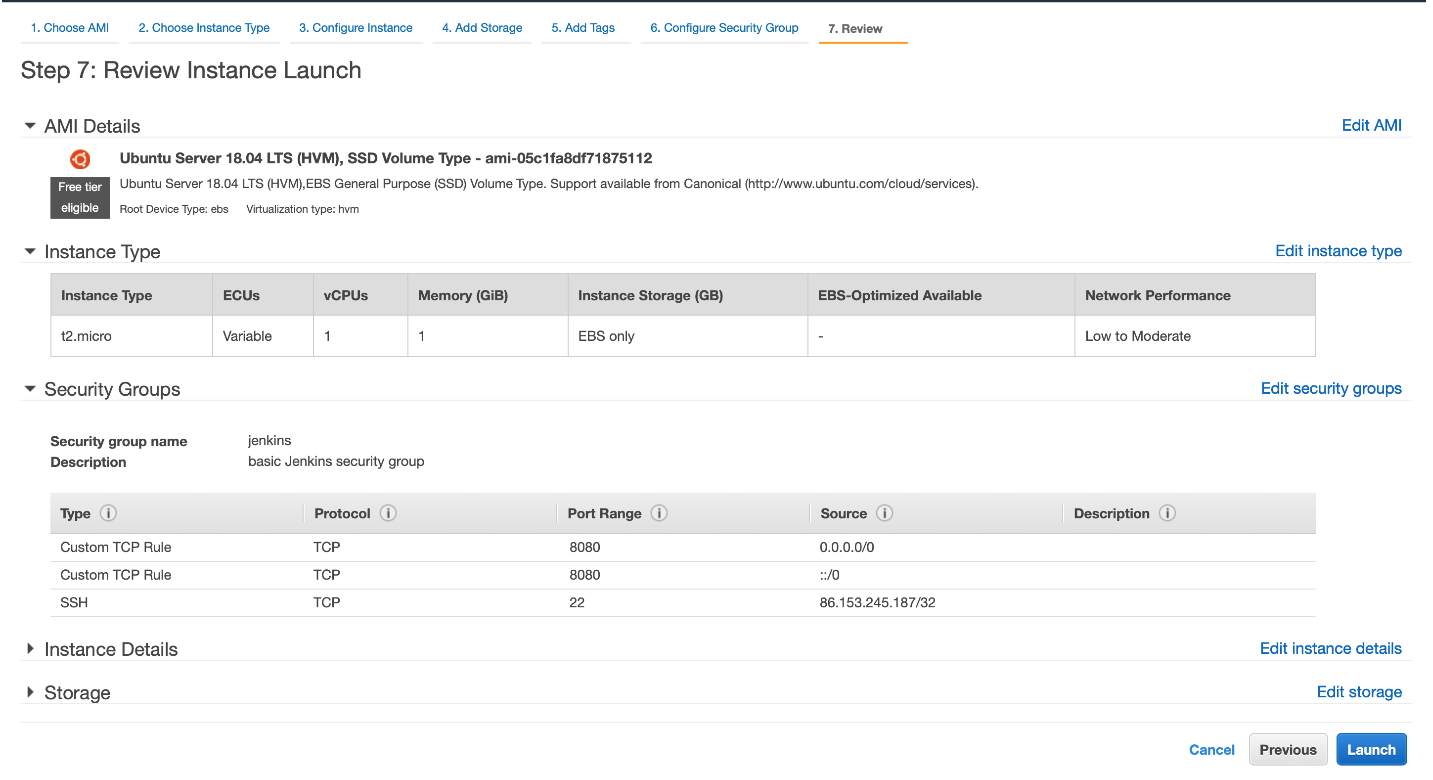 1. Choose AMI 2. Choose Instance Type 3. Configure Instance 4. Add Storage 5. Add Tags 6. Configure Security Group 7. Review
Step 7: Review Instance Launch
AMI Details Edit AMI
Ubuntu Server 18.04 LTS (HVM), SSD Volume Type - ami-05c1fa8df71875112
Free tier eligible
Ubuntu Server 18.04 LTS (HVM),EBS General Purpose (SSD) Volume Type. Support available from Canonical (http://www.ubuntu.com/cloud/services).
Root Device Type: ebs Virtualization type: hvm
Instance Type Edit instance type
Instance Type ECUs vCPUs Memory (GiB) Instance Storage (GB) EBS-Optimized Available Network Performance
t2.micro Variable 1 1 EBS only - Low to Moderate
Security Groups Edit security groups
Security group name jenkins
Description basic Jenkins security group
Type i Protocol i Port Range i Source i Description i
Custom TCP Rule TCP 8080 0.0.0.0/0
Custom TCP Rule TCP 8080 ::/0
SSH TCP 22 86.153.245.187/32
Instance Details Edit instance details
Storage Edit storage
Cancel Previous Launch